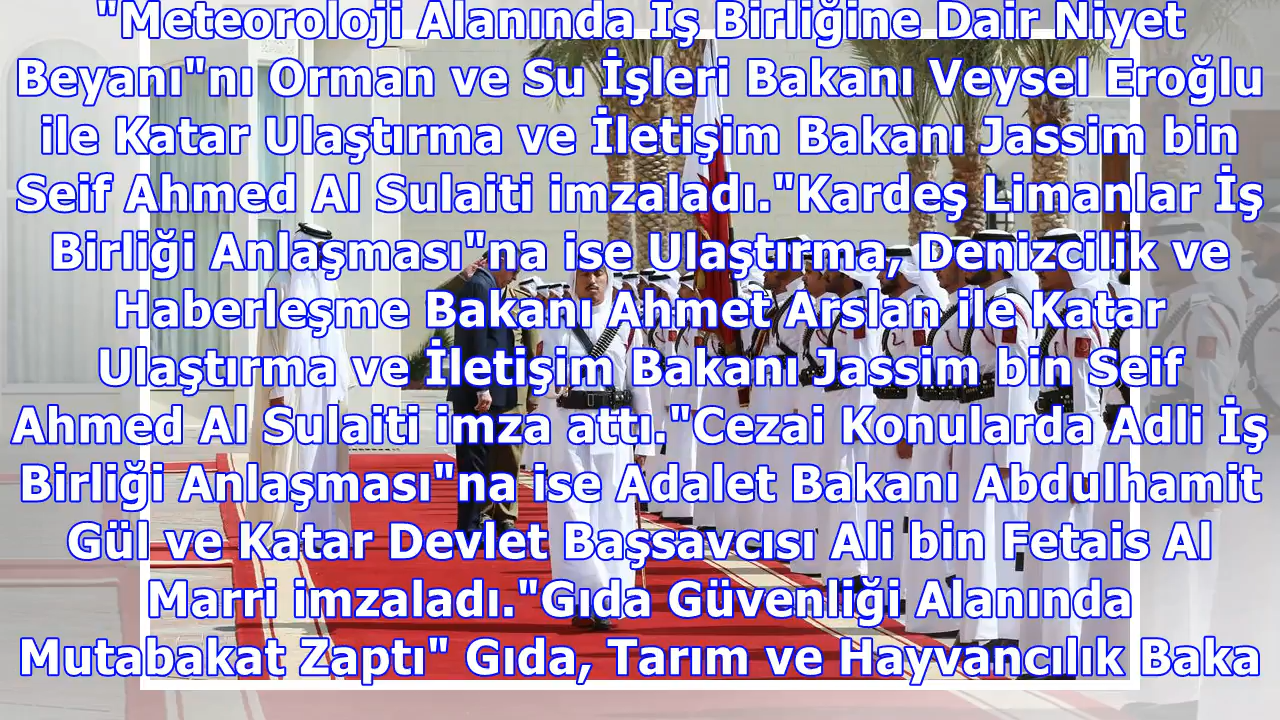 "Meteoroloji Alanında İş Birliğine Dair Niyet
Beyanı"nı Orman ve Su İşleri Bakanı Veysel Eroğlu
ile Katar Ulaştırma ve İletişim Bakanı Jassim bin
Seif Ahmed Al Sulaiti imzaladı."Kardeş Limanlar İş
Birliği Anlaşması"na ise Ulaştırma, Denizcilik ve
Haberleşme Bakanı Ahmet Arslan ile Katar
Ulaştırma ve İletişim Bakanı Jassim bin Seif
Ahmed Al Sulaiti imza attı."Cezai Konularda Adli İş
Birliği Anlaşması"na ise Adalet Bakanı Abdulhamit
Gül ve Katar Devlet Başsavcısı Ali bin Fetais Al
Marri imzaladı."Gıda Güvenliği Alanında
Mutabakat Zaptı" Gıda, Tarım ve Hayvancılık Baka